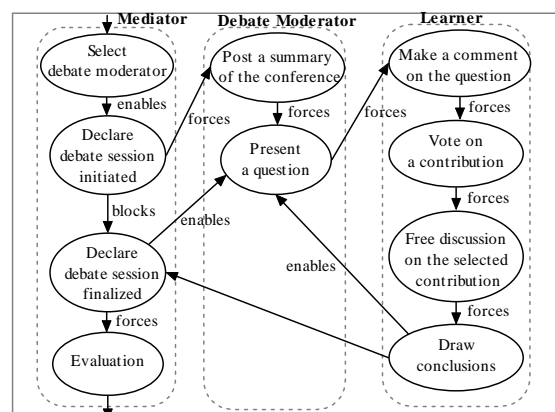 Mediator
Select
debate moderator
enables
Declare
debate session
initiated
blocks
Declare
debate session
finalized
forces
Evaluation
forces
enables
Debate Moderator
Post a summary
of the conference
forces
Present
a question
forces
enables
Learner
Make a comment
on the question
forces
Vote on
a contribution
forces
Free discussion
on the selected
contribution
forces
Draw
conclusions